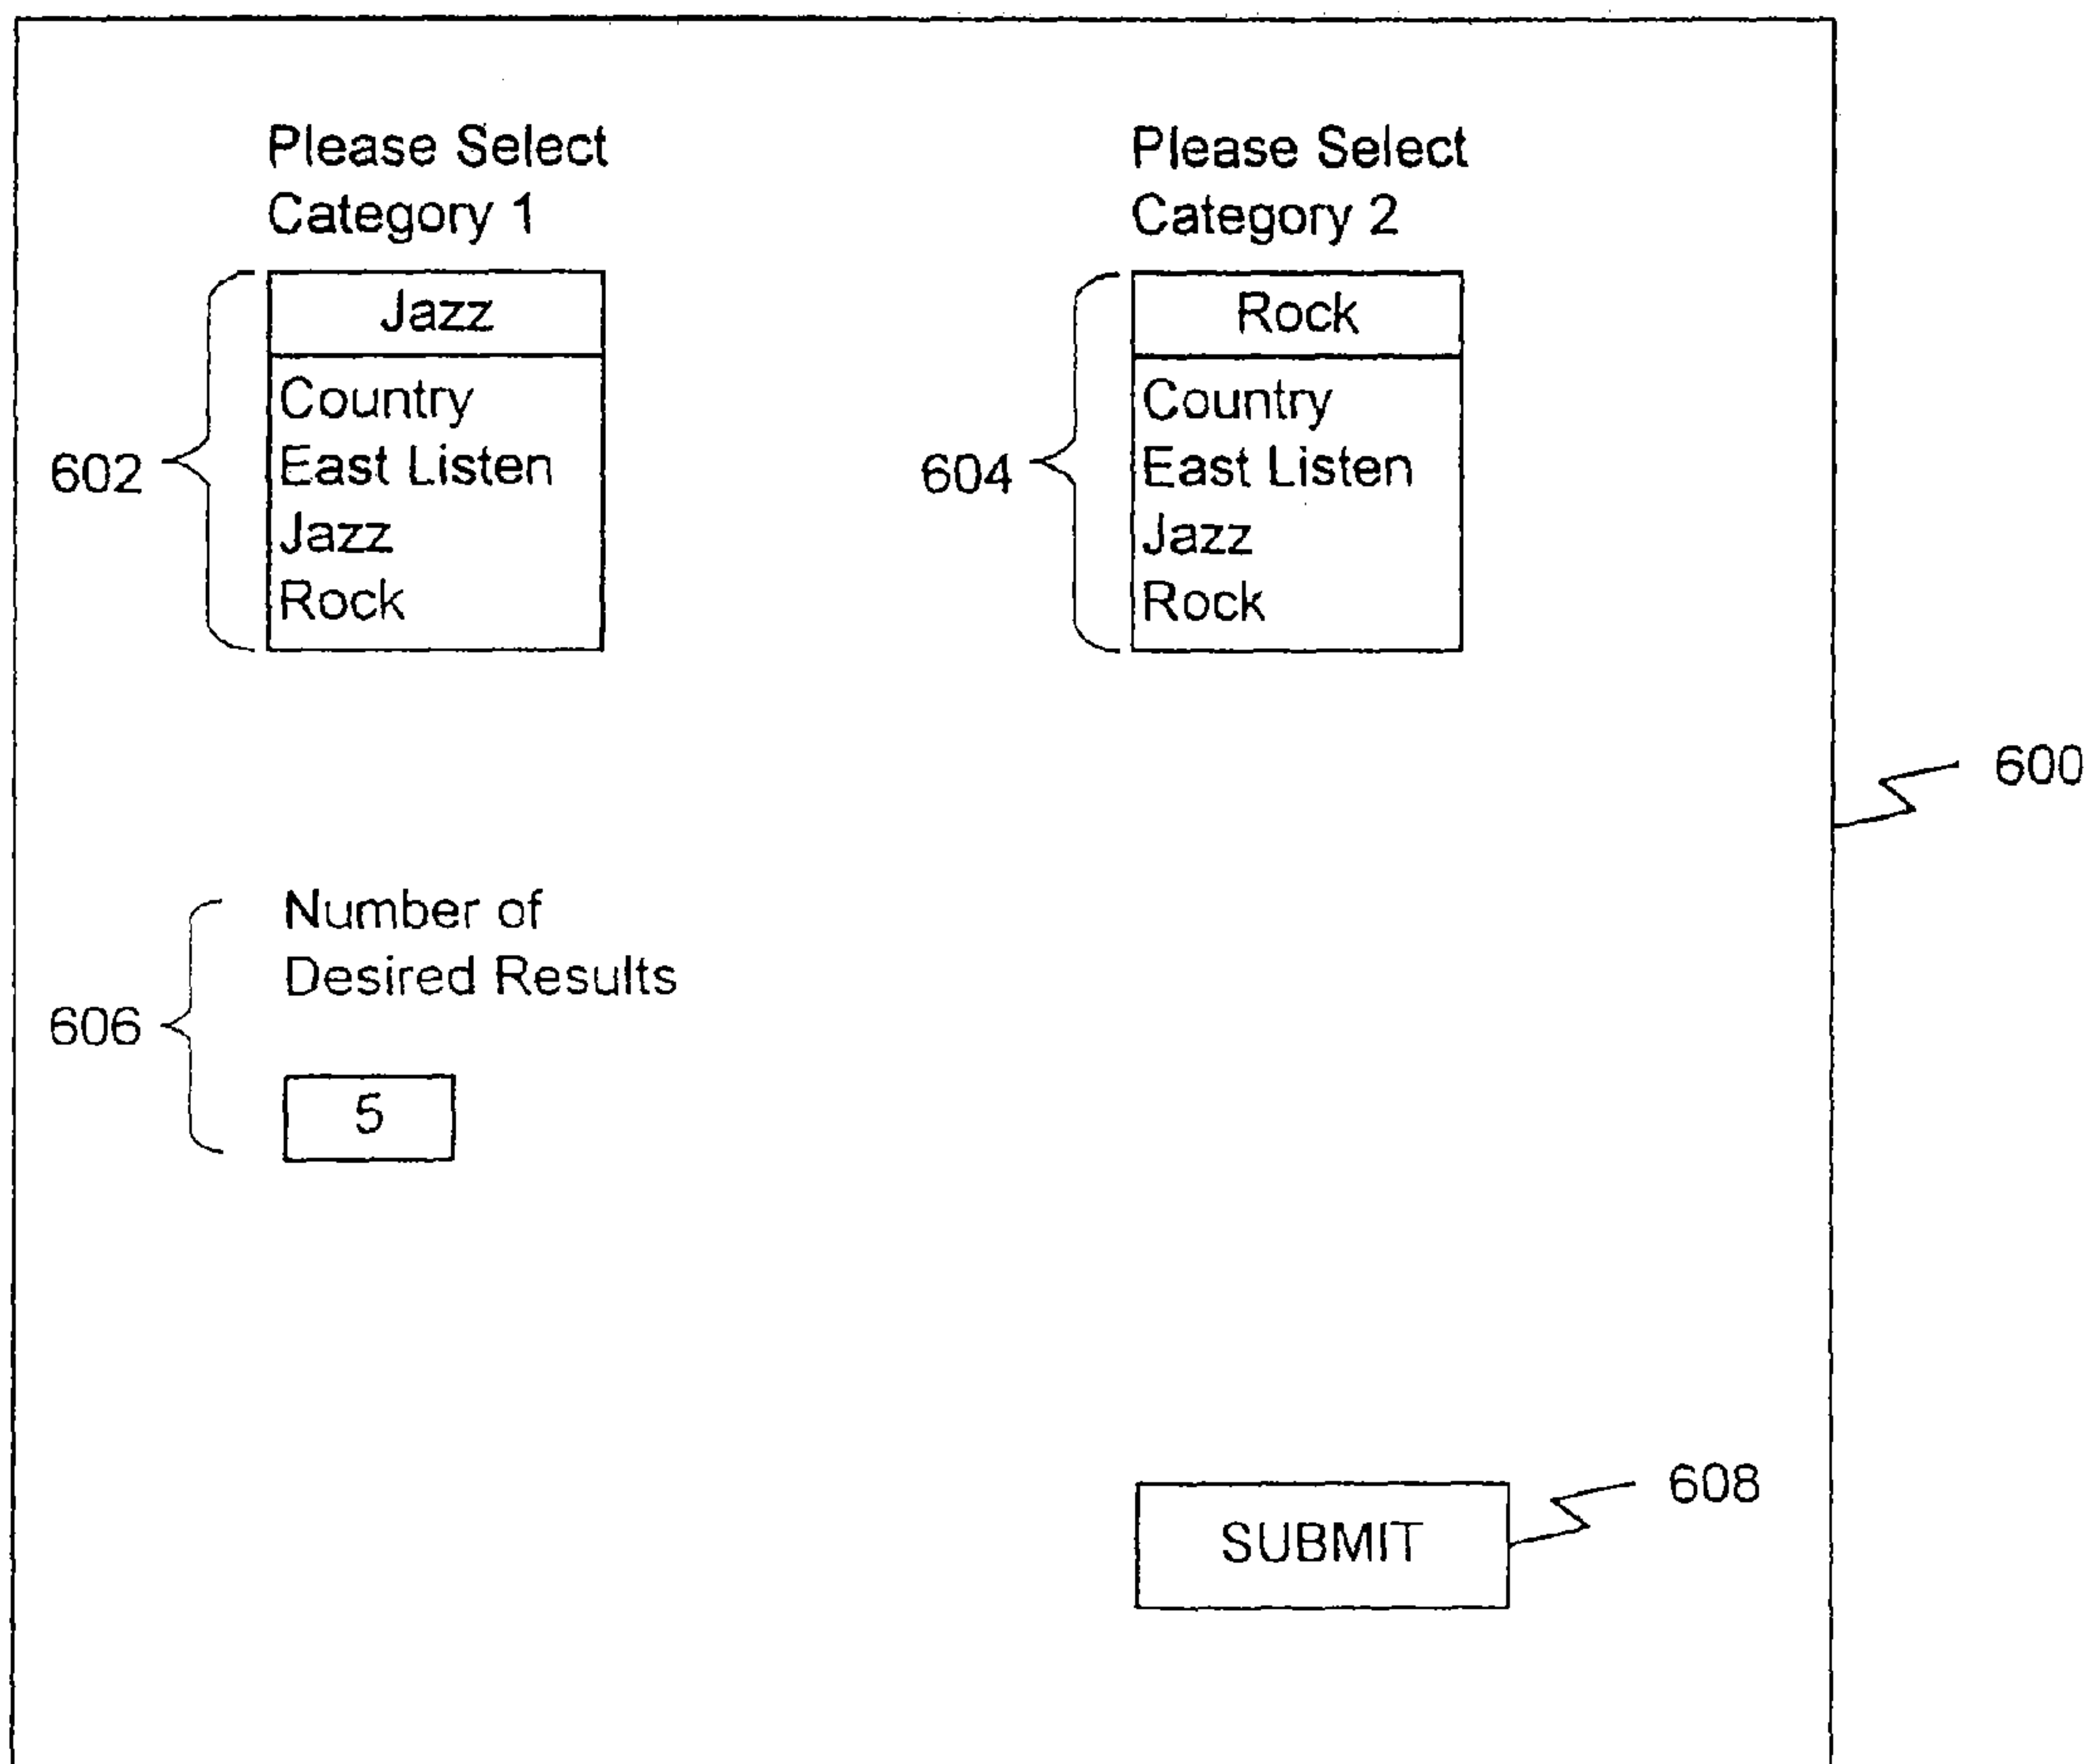 Please Select
Category 1
Jazz
Country
East Listen
Jazz
Rock
602
Please Select
Category 2
Rock
Country
East Listen
Jazz
Rock
604
600
Number of
Desired Results
606
5
608
SUBMIT